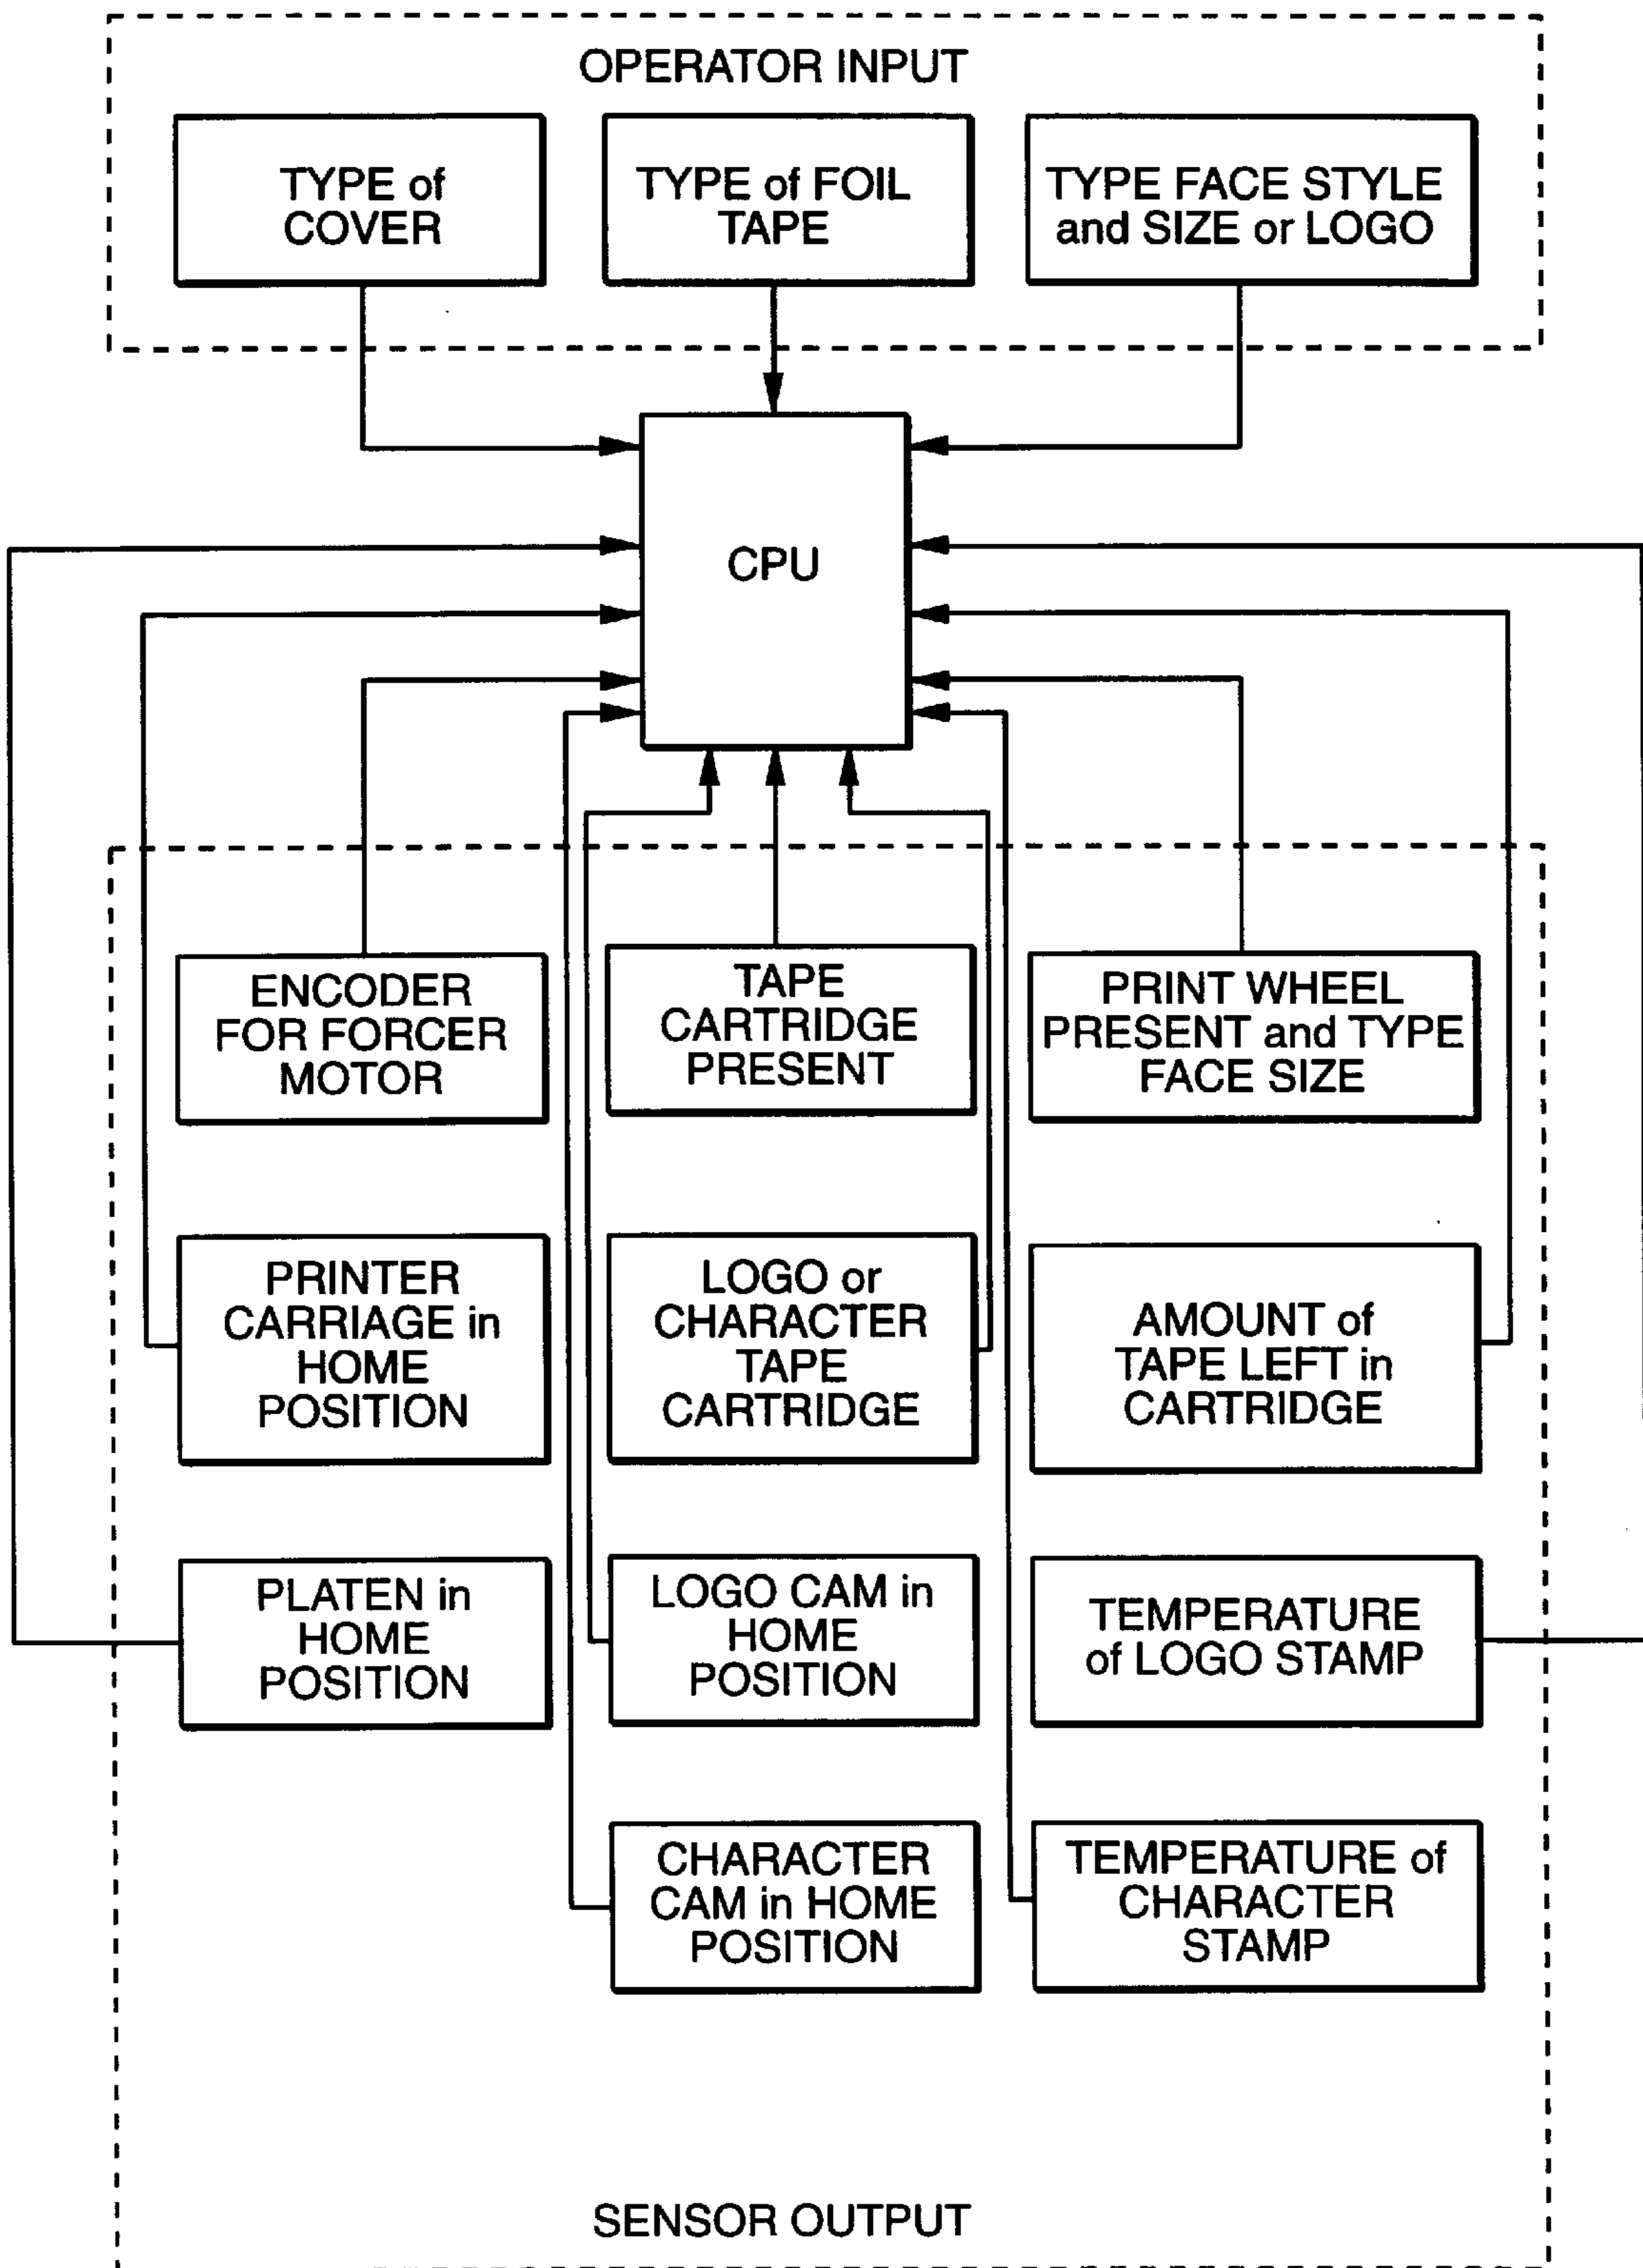 OPERATOR INPUT
TYPE of
COVER
TYPE of FOIL
TAPE
TYPE FACE STYLE
and SIZE or LOGO
CPU
ENCODER
FOR FORCER
MOTOR
TAPE
CARTRIDGE
PRESENT
PRINT WHEEL
PRESENT and TYPE
FACE SIZE
PRINTER
CARRIAGE in
HOME
POSITION
LOGO or
CHARACTER
TAPE
CARTRIDGE
AMOUNT of
TAPE LEFT in
CARTRIDGE
PLATEN in
HOME
POSITION
LOGO CAM in
HOME
POSITION
TEMPERATURE
of LOGO STAMP
CHARACTER
CAM in HOME
POSITION
TEMPERATURE of
CHARACTER
STAMP
SENSOR OUTPUT